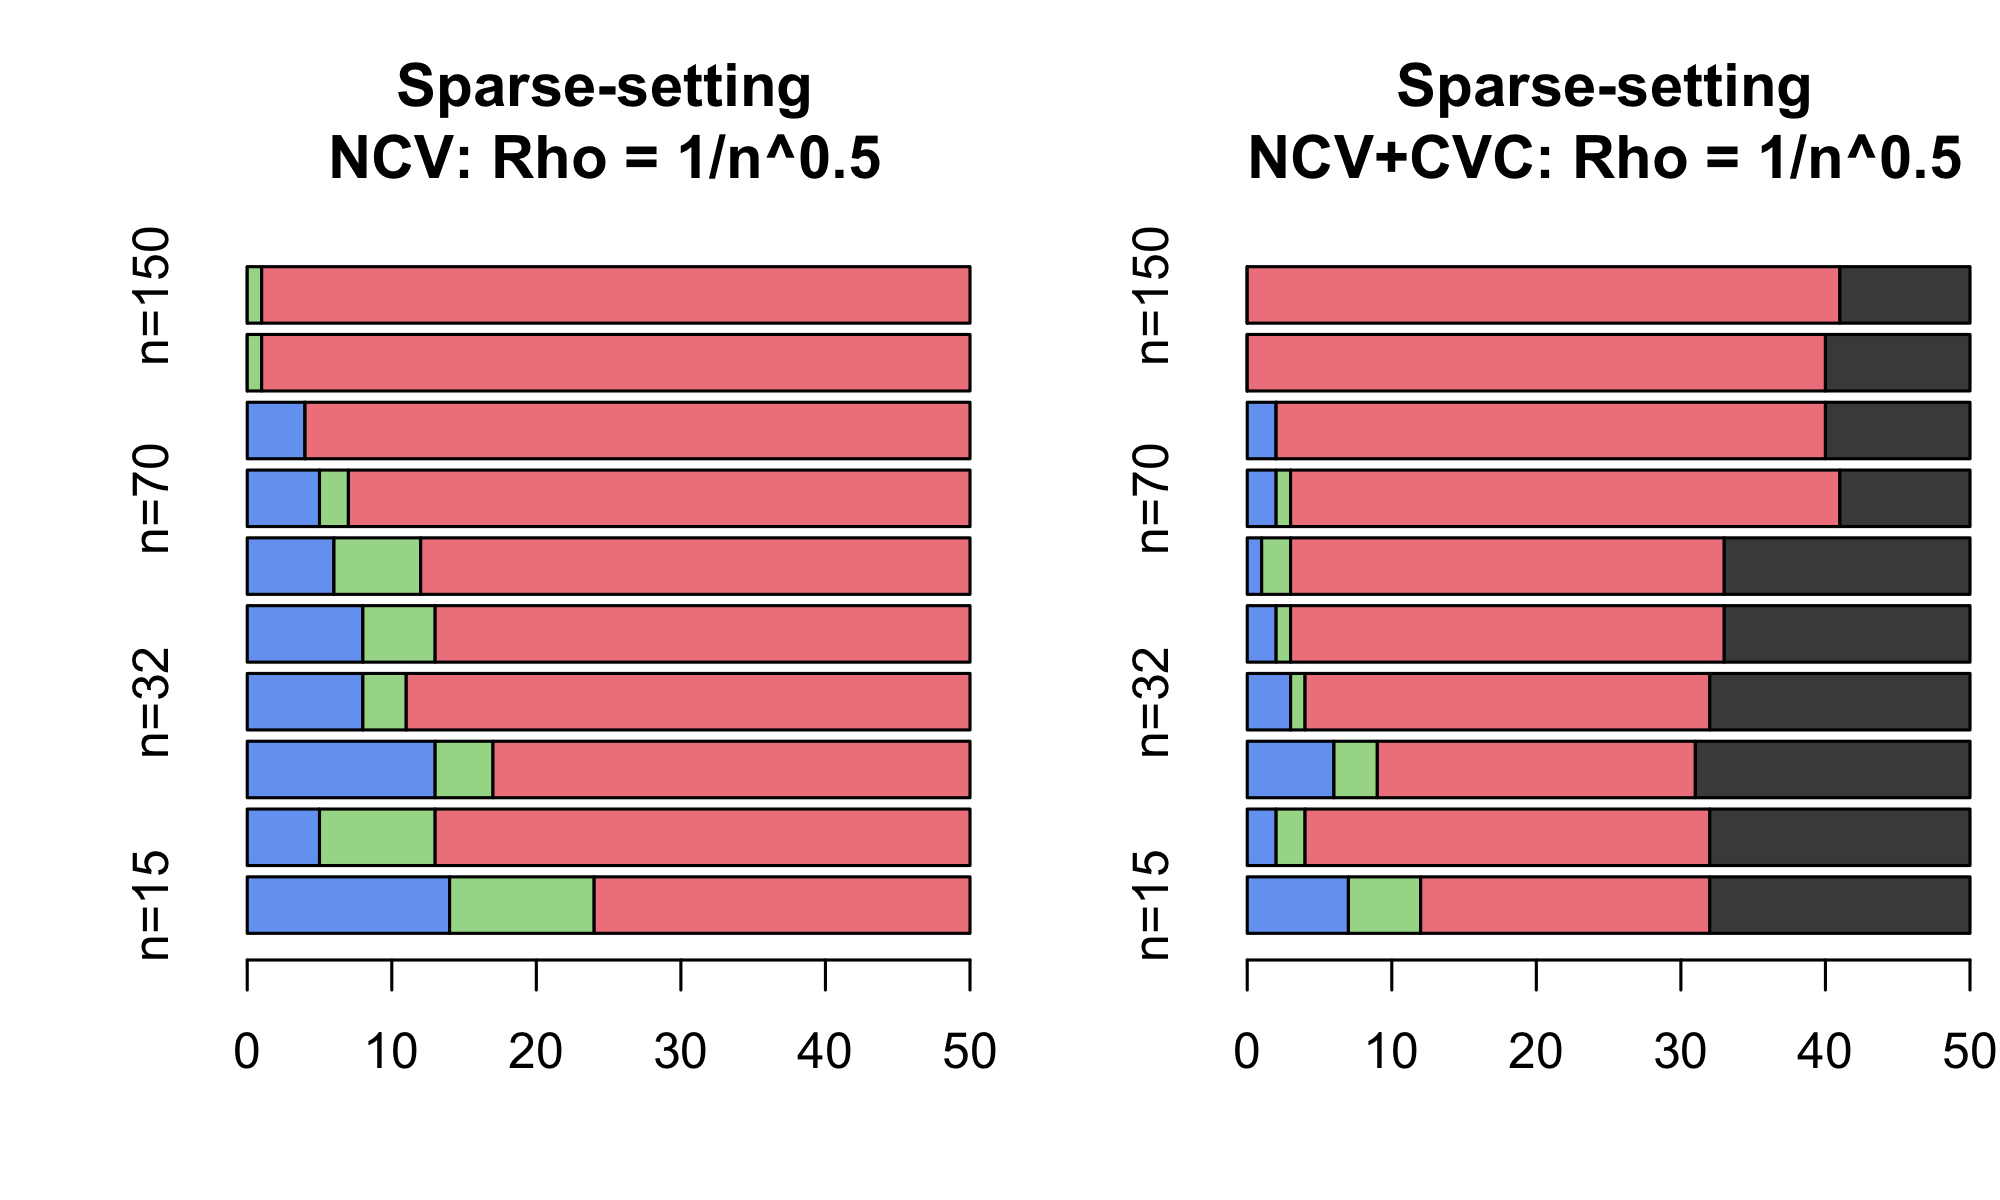 Sparse-setting
NCV: Rho = 1/n^0.5
n=150
n=70
n=32
n=15
0 10 20 30 40 50
Sparse-setting
NCV+CVC: Rho = 1/n^0.5
n=150
n=70
n=32
n=15
0 10 20 30 40 50